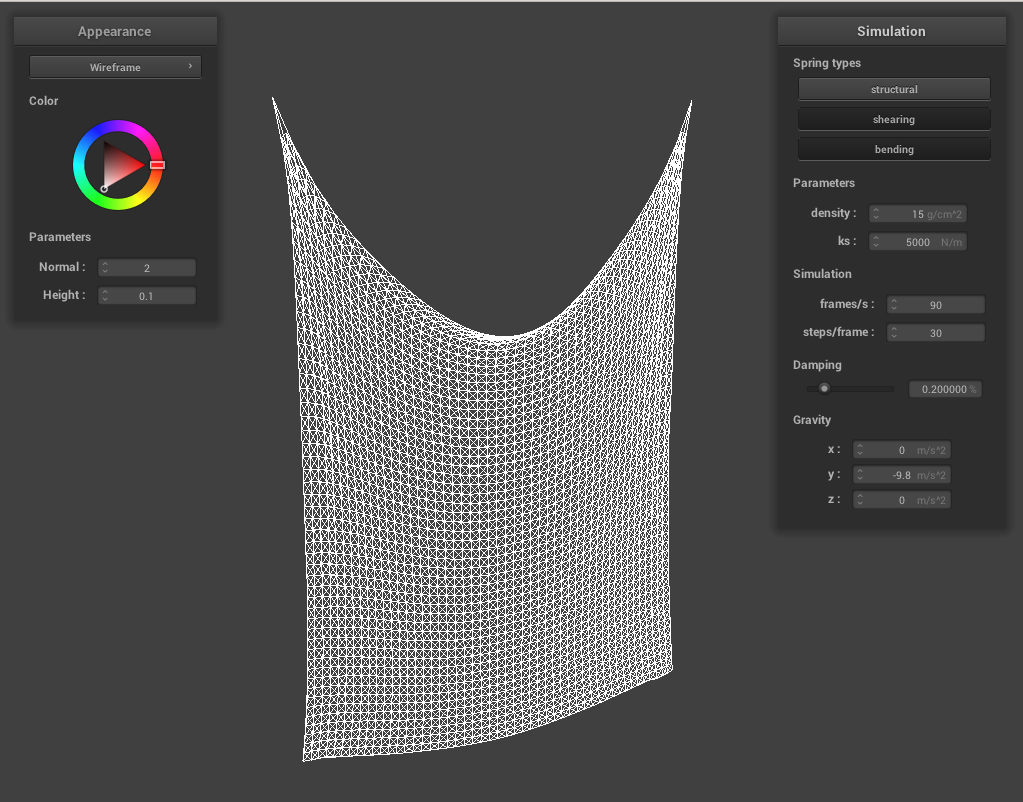 Appearance
Wireframe
Color
Parameters
Normal : 2
Height : 0.1
Simulation
Spring types
structural
shearing
bending
Parameters
density : 15 g/cm^2
ks : 5000 N/m
Simulation
frames/s : 90
steps/frame : 30
Damping
0.200000 %
Gravity
x : 0 m/s^2
y : -9.8 m/s^2
z : 0 m/s^2